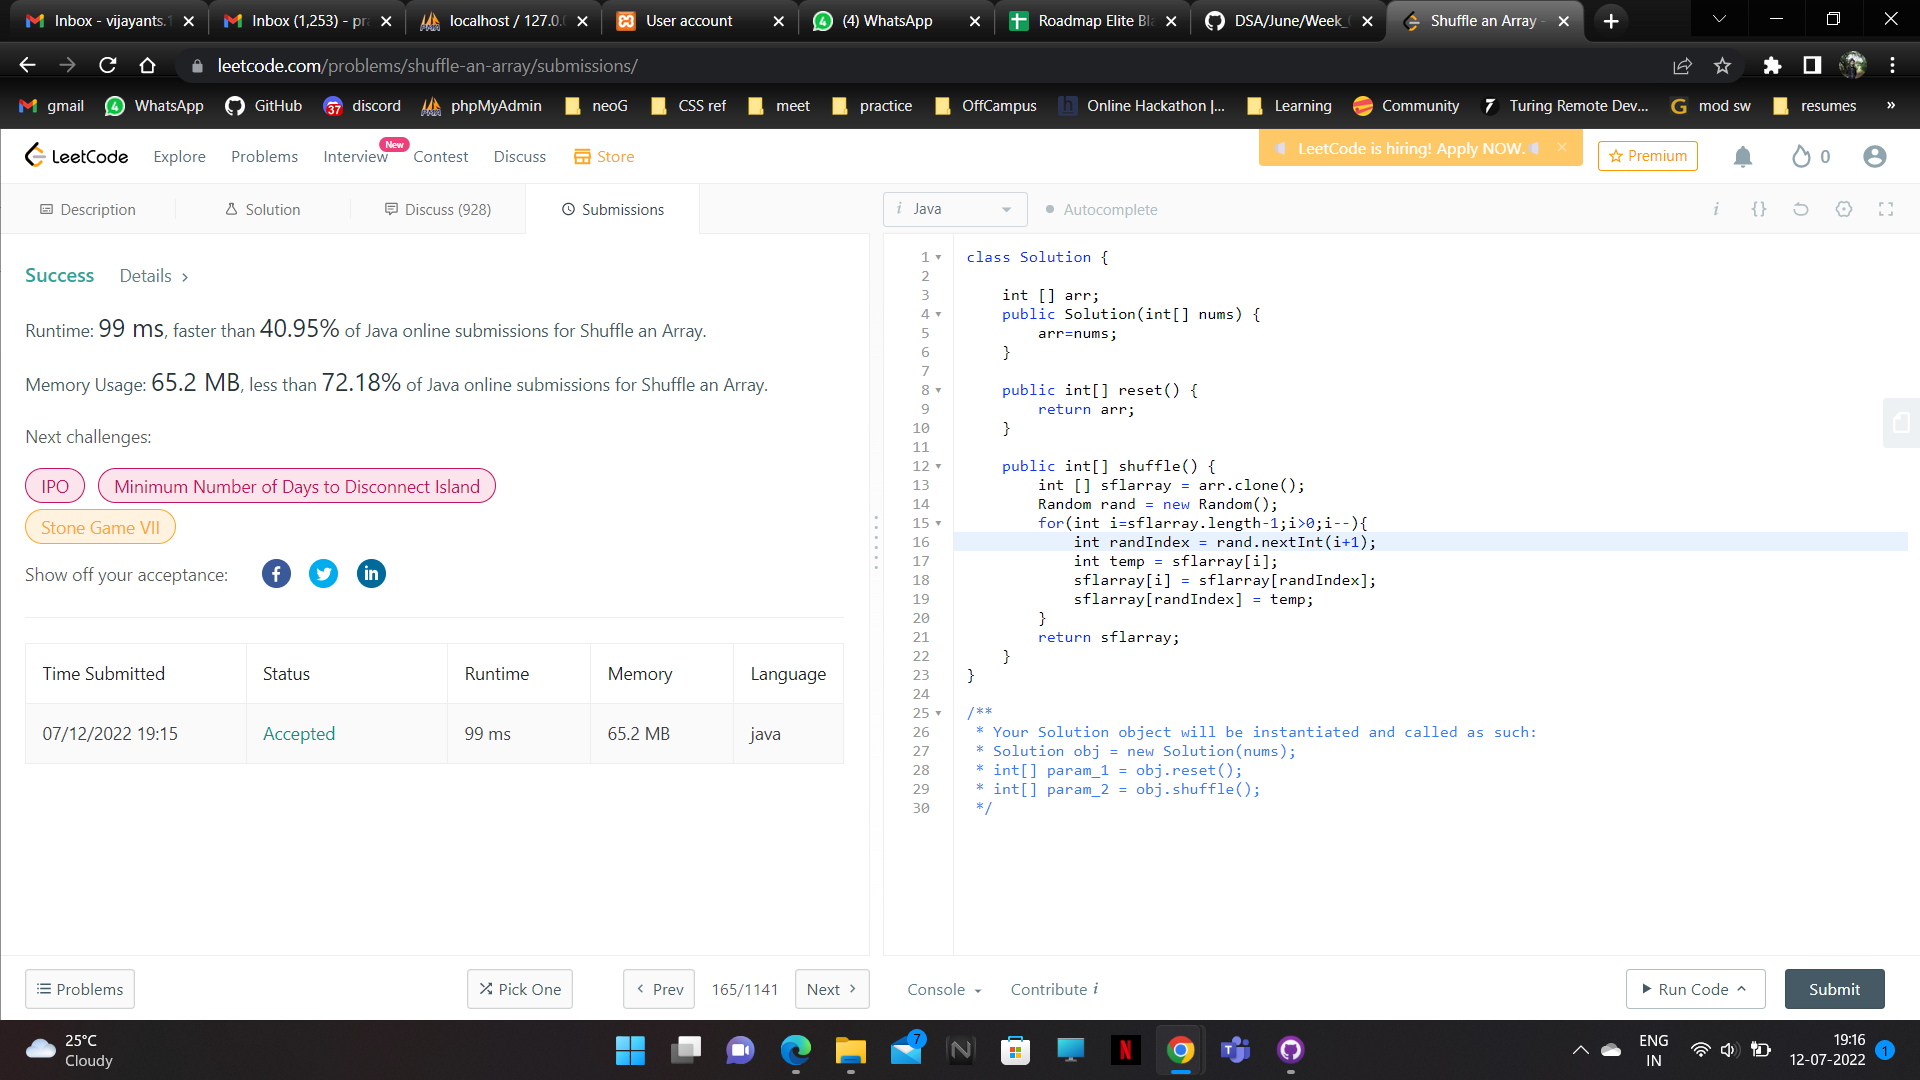 Inbox - vijayants.1
Inbox (1,253) - pra
localhost / 127.0.0
User account
(4) WhatsApp
Roadmap Elite Bla
DSA/June/Week_0
Shuffle an Array -
leetcode.com/problems/shuffle-an-array/submissions/
gmail
WhatsApp
GitHub
37
discord
phpMyAdmin
neoG
CSS ref
meet
practice
OffCampus
h
Online Hackathon |...
Learning
Community
Turing Remote Dev...
G
mod sw
resumes
»
LeetCode
Explore
Problems
Interview
New
Contest
Discuss
Store
LeetCode is hiring! Apply NOW.
Premium
0
Description
Solution
Discuss (928)
Submissions
i Java
Autocomplete
i {}
Success Details >
Runtime: 99 ms, faster than 40.95% of Java online submissions for Shuffle an Array.
Memory Usage: 65.2 MB, less than 72.18% of Java online submissions for Shuffle an Array.
Next challenges:
IPO
Minimum Number of Days to Disconnect Island
Stone Game VII
Show off your acceptance:
Time Submitted Status Runtime Memory Language
07/12/2022 19:15 Accepted 99 ms 65.2 MB java
1 class Solution {
2
3 int [] arr;
4 public Solution(int[] nums) {
5 arr=nums;
6 }
7
8 public int[] reset() {
9 return arr;
10 }
11
12 public int[] shuffle() {
13 int [] sflarray = arr.clone();
14 Random rand = new Random();
15 for(int i=sflarray.length-1;i>0;i--){
16 int randIndex = rand.nextInt(i+1);
17 int temp = sflarray[i];
18 sflarray[i] = sflarray[randIndex];
19 sflarray[randIndex] = temp;
20 }
21 return sflarray;
22 }
23 }
24
25 /**
26 * Your Solution object will be instantiated and called as such:
27 * Solution obj = new Solution(nums);
28 * int[] param_1 = obj.reset();
29 * int[] param_2 = obj.shuffle();
30 */
Problems
Pick One
< Prev
165/1141
Next >
Console
Contribute i
Run Code
Submit
25°C
Cloudy
7
N
N
ENG
IN
19:16
12-07-2022
1